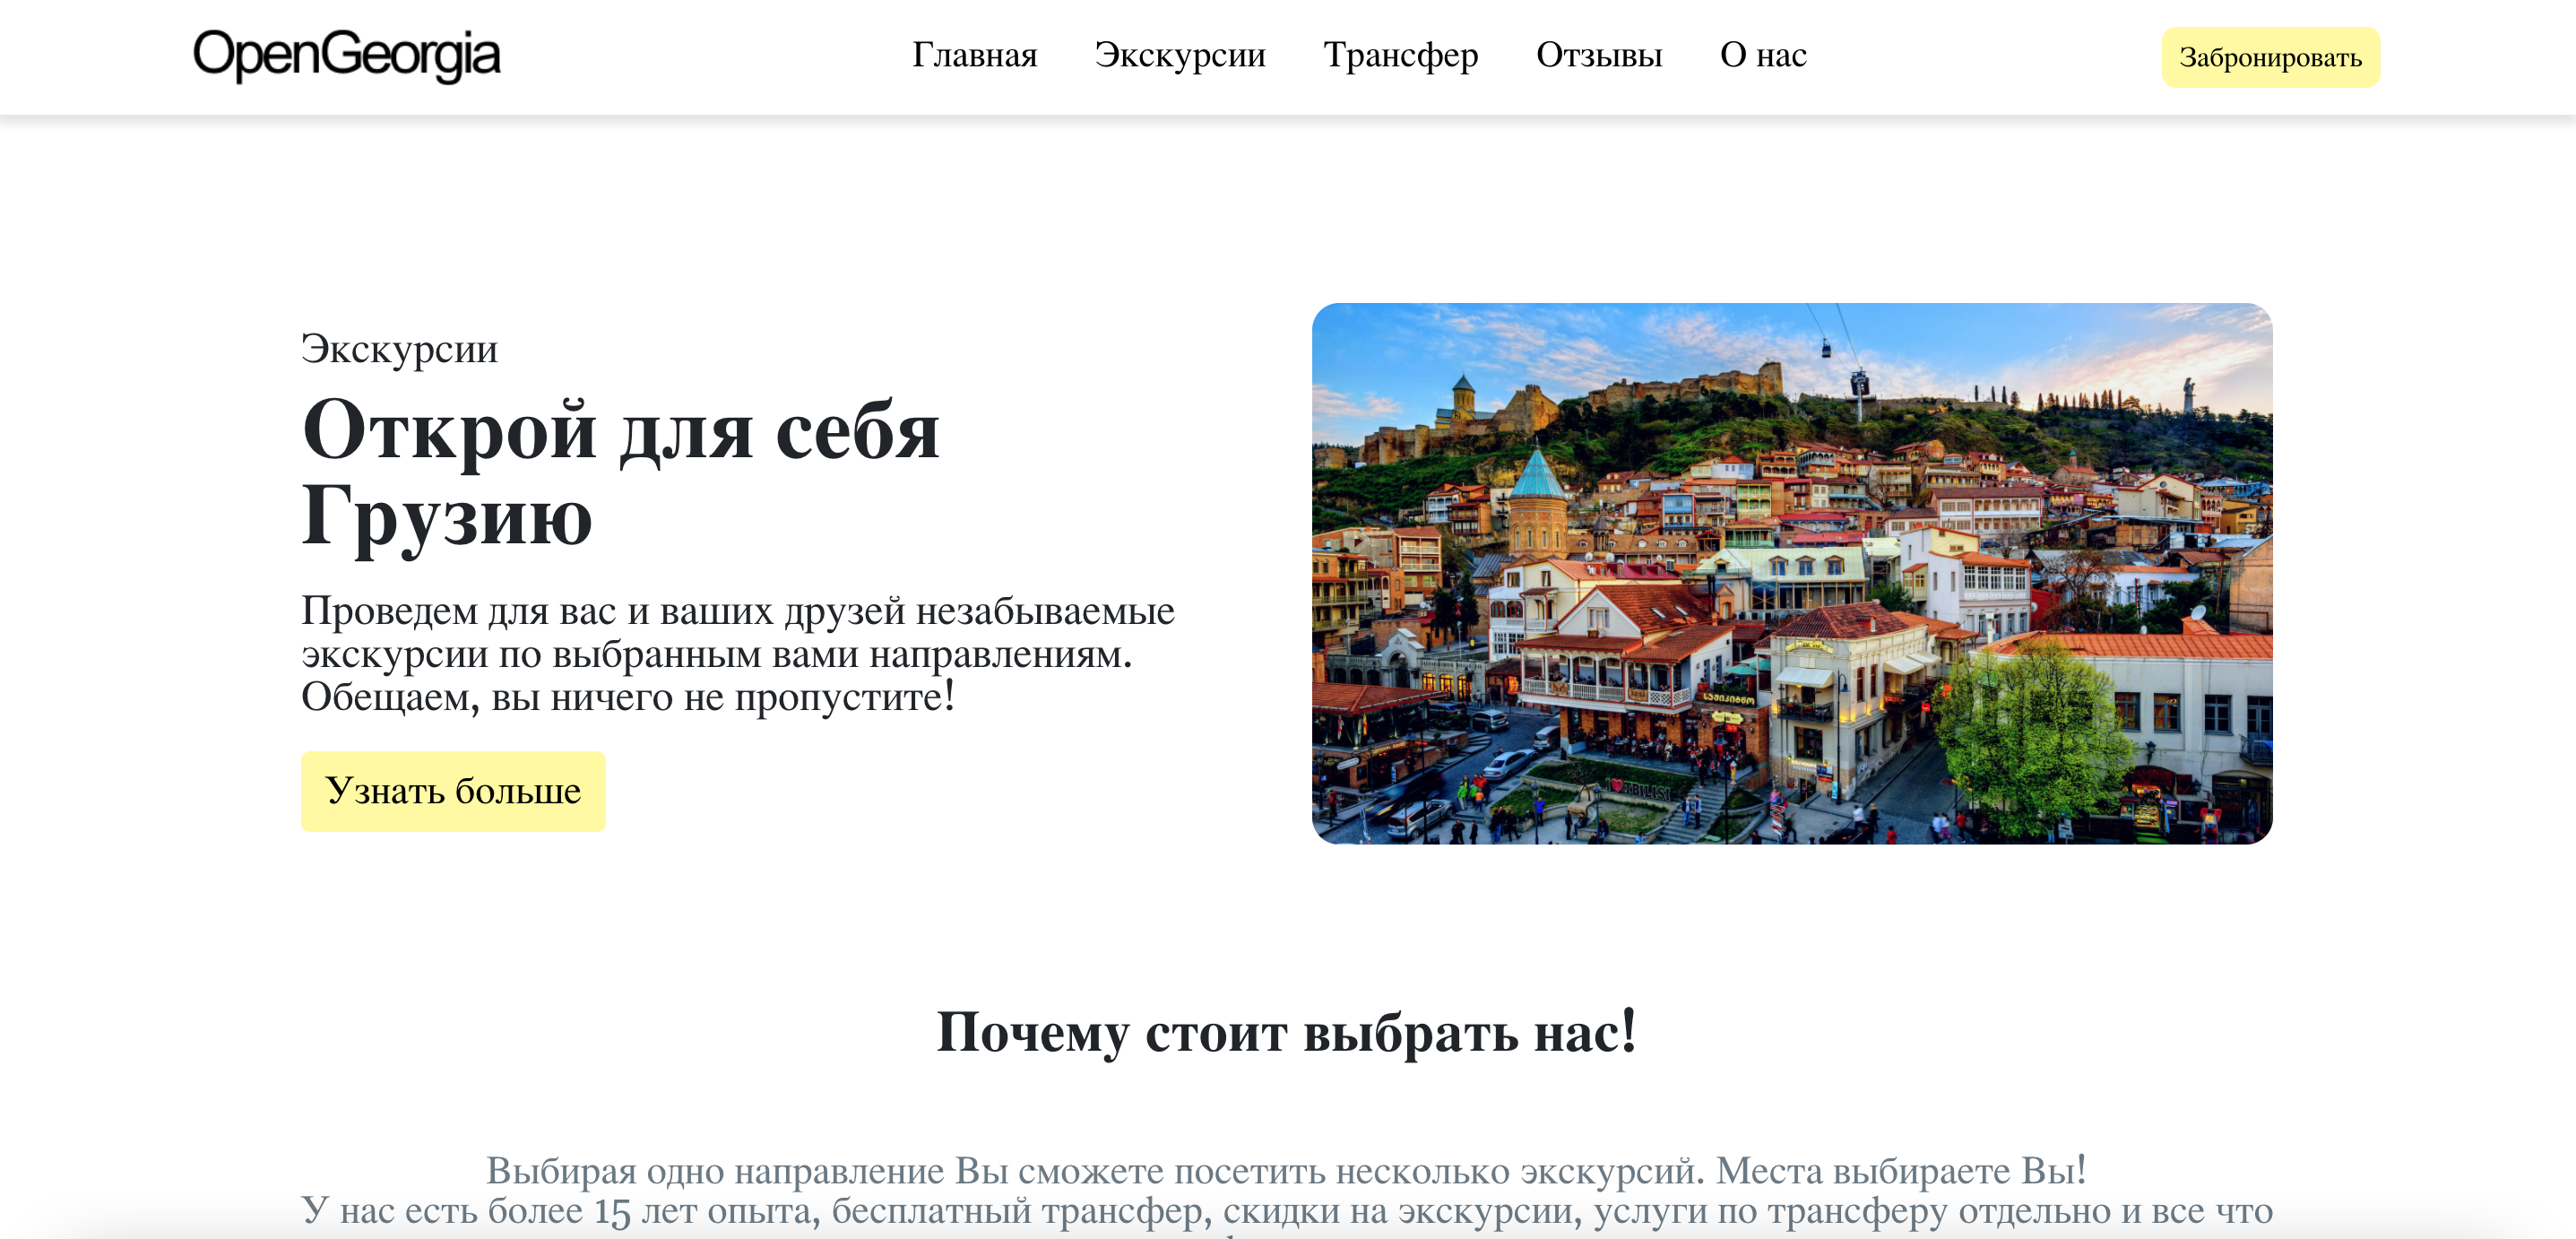 OpenGeorgia
Главная Экскурсии Трансфер Отзывы О нас
Забронировать
Экскурсии
Открой для себя
Грузию
Проведем для вас и ваших друзей незабываемые
экскурсии по выбранным вами направлениям.
Обещаем, вы ничего не пропустите!
Узнать больше
I TBILISI
Почему стоит выбрать нас!
Выбирая одно направление Вы сможете посетить несколько экскурсий. Места выбираете Вы!
У нас есть более 15 лет опыта, бесплатный трансфер, скидки на экскурсии, услуги по трансферу отдельно и все что